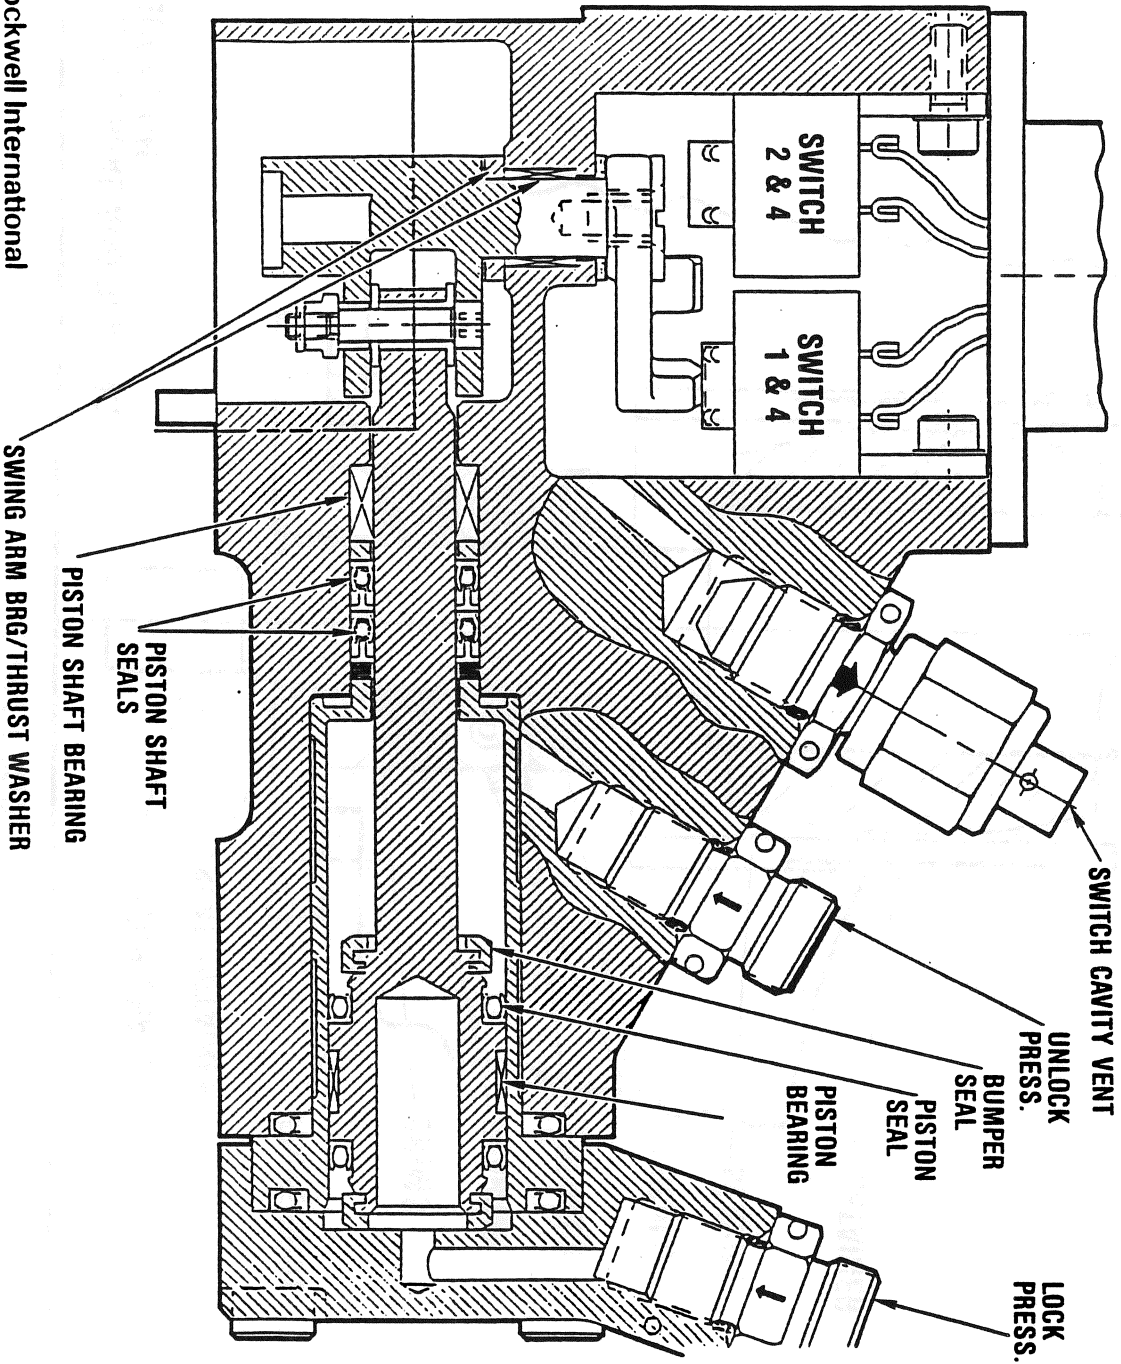 SWITCH CAVITY VENT
UNLOCK
PRESS.
BUMPER
SEAL
PISTON
SEAL
PISTON
BEARING
LOCK
PRESS.
SWITCH
2 & 4
SWITCH
1 & 4
PISTON SHAFT
SEALS
PISTON SHAFT BEARING
SWING ARM BRG/THRUST WASHER
ockwell International